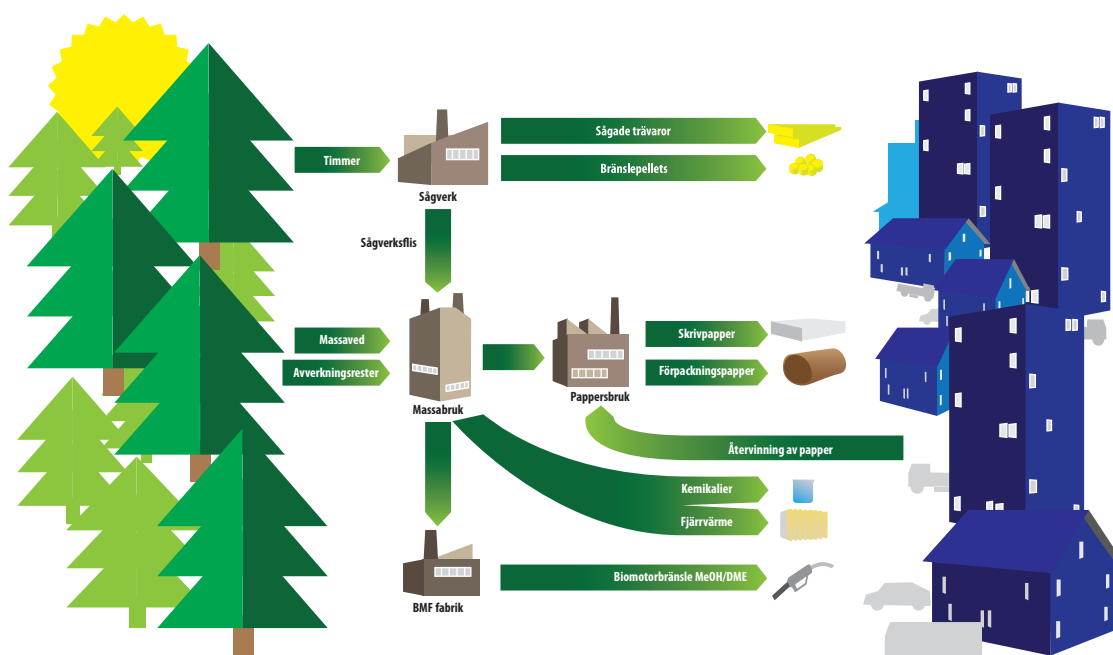 Timmer
Sågverk
Sågade trävaror
Bränslepellets
Sågverksflis
Massaved
Avverkningsrester
Massabruk
Pappersbruk
Skrivpapper
Förpackningspapper
Återvinning av papper
Kemikalier
Fjärrvärme
BMF fabrik
Biomotorbränsle MeOH/DME